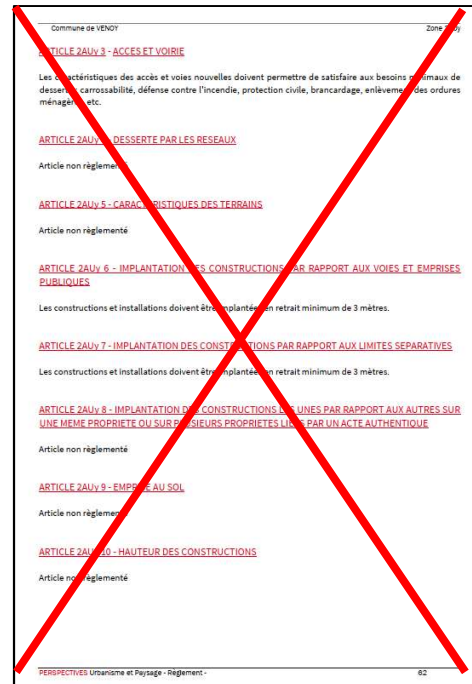 Commune de VENOY Zone
ARTICLE 2AUy 3 - ACCES ET VOIRIE
Les caractéristiques des accès et voies nouvelles doivent permettre de satisfaire aux besoins minimaux de
desserte, carrossabilité, défense contre l'incendie, protection civile, brancardage, enlèvement des ordures
ménagères, etc.
ARTICLE 2AUy - DESSERTE PAR LES RESEAUX
Article non règlementé
ARTICLE 2AUy 5 - CARACTERISTIQUES DES TERRAINS
Article non règlementé
ARTICLE 2AUy 6 - IMPLANTATION DES CONSTRUCTIONS PAR RAPPORT AUX VOIES ET EMPRISES
PUBLIQUES
Les constructions et installations doivent être implantées en retrait minimum de 3 mètres.
ARTICLE 2AUy 7 - IMPLANTATION DES CONSTRUCTIONS PAR RAPPORT AUX LIMITES SEPARATIVES
Les constructions et installations doivent être implantées en retrait minimum de 3 mètres.
ARTICLE 2AUy 8 - IMPLANTATION DES CONSTRUCTIONS LES UNES PAR RAPPORT AUX AUTRES SUR
UNE MEME PROPRIETE OU SUR PLUSIEURS PROPRIETES LIEES PAR UN ACTE AUTHENTIQUE
Article non règlementé
ARTICLE 2AUy 9 - EMPRISE AU SOL
Article non règlementé
ARTICLE 2AUy 10 - HAUTEUR DES CONSTRUCTIONS
Article non règlementé
PERSPECTIVES Urbanisme et Paysage - Règlement - 62